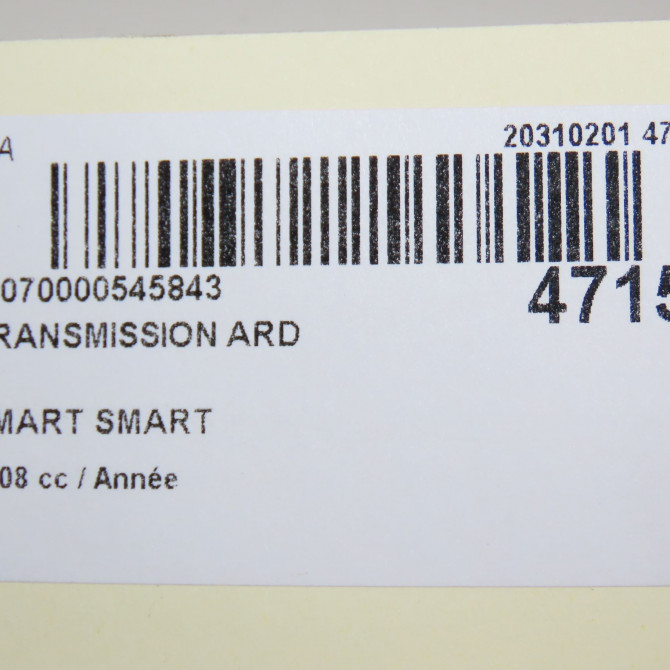 A
20310201 47
070000545843
4715
RANSMISSION ARD
MART SMART
08 cc / Année